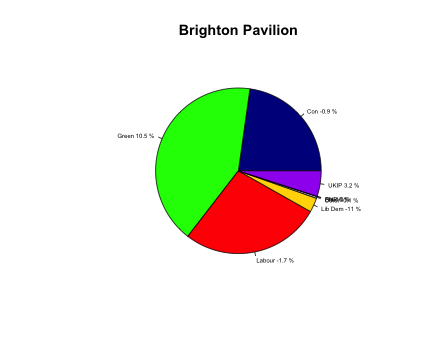 Brighton Pavilion
Con -0.9 %
Green 10.5 %
UKIP 3.2 %
Lib Dem -11 %
Labour -1.7 %